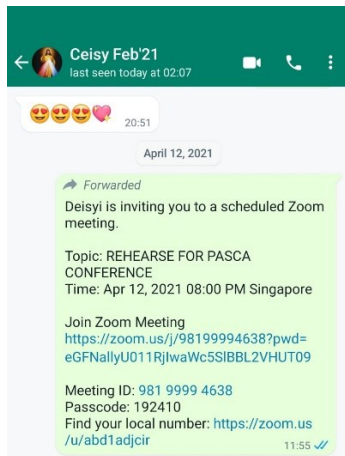 Ceisy Feb'21
last seen today at 02:07
20:51
April 12, 2021
Forwarded
Deisyi is inviting you to a scheduled Zoom
meeting.
Topic: REHEARSE FOR PASCA
CONFERENCE
Time: Apr 12, 2021 08:00 PM Singapore
Join Zoom Meeting
https://zoom.us/j/98199994638?pwd=
eGFNallyU011RjIwaWc5SlBBL2VHUT09
Meeting ID: 981 9999 4638
Passcode: 192410
Find your local number: https://zoom.us
/u/abd1adjcir
11:55